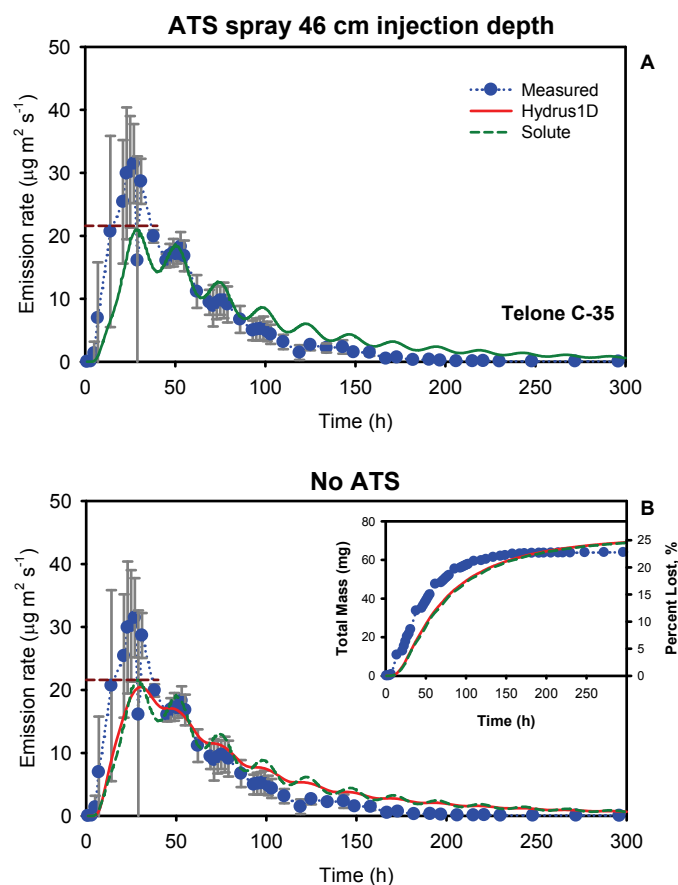 ATS spray 46 cm injection depth
A
50
40
30
20
10
0
Emission rate (µg m² s⁻¹)
Measured
Hydrus1D
Solute
Telone C-35
0 50 100 150 200 250 300
Time (h)
No ATS
B
50
40
30
20
10
0
Emission rate (µg m² s⁻¹)
80
60
40
20
0
Total Mass (mg)
25
20
15
10
5
0
Percent Lost, %
0 50 100 150 200 250
Time (h)
0 50 100 150 200 250 300
Time (h)